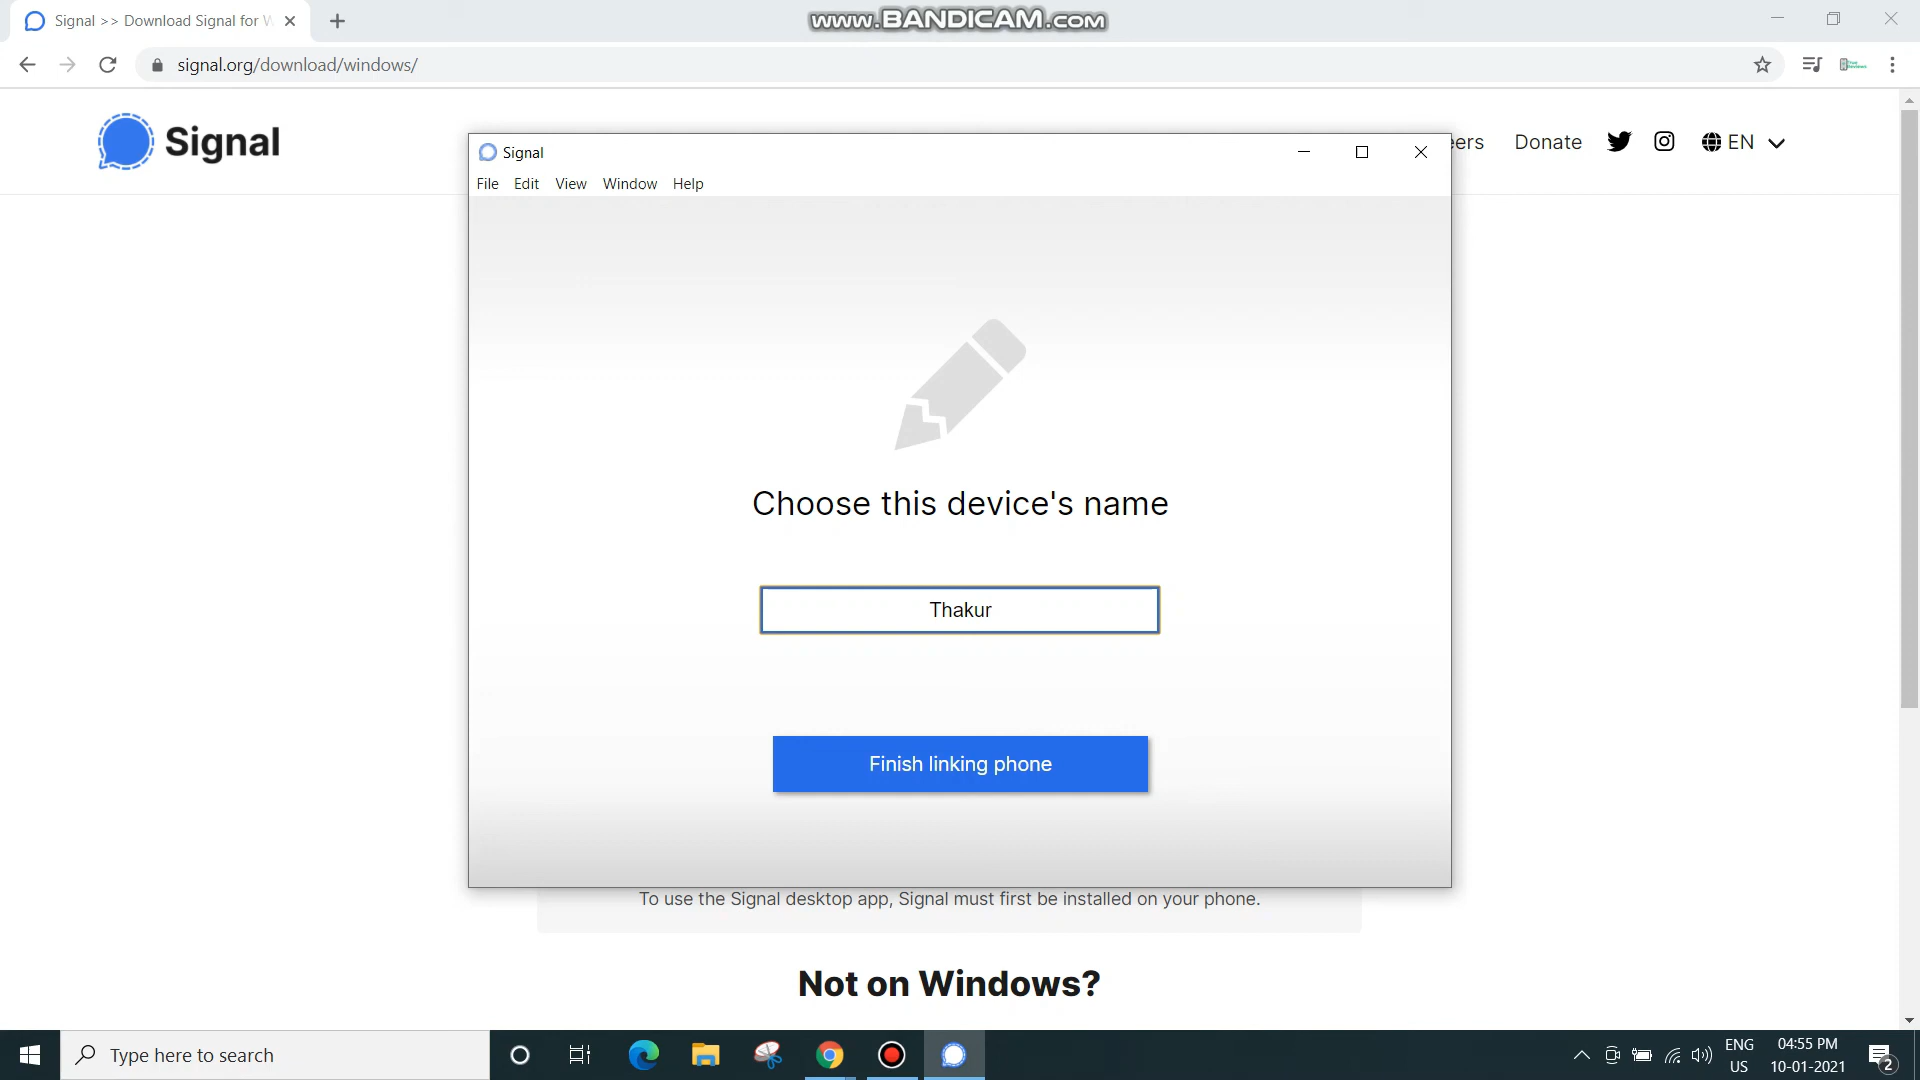 Signal >> Download Signal for W
www.BANDICAM.com
signal.org/download/windows/
Signal
Signal
ers
Donate
EN
File Edit View Window Help
Choose this device's name
Thakur
Finish linking phone
To use the Signal desktop app, Signal must first be installed on your phone.
Not on Windows?
Type here to search
ENG
US
04:55 PM
10-01-2021
2